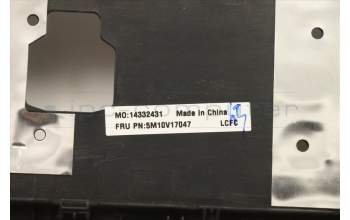 MO:14332431 Made in China
FRU PN:5M10V17047 LCFC